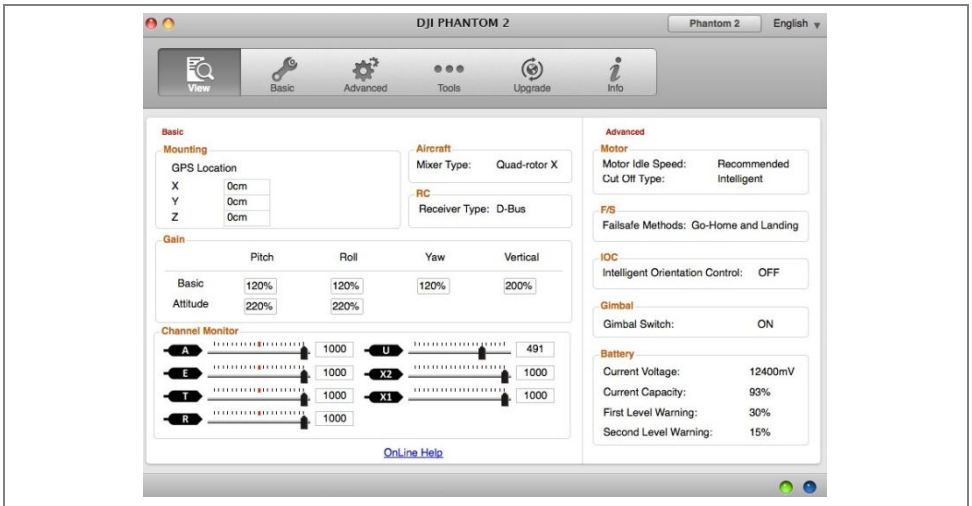 DJI PHANTOM 2
Phantom 2
English
View
Basic
Advanced
Tools
Upgrade
Info
Basic
Mounting
GPS Location
X 0cm
Y 0cm
Z 0cm
Aircraft
Mixer Type: Quad-rotor X
RC
Receiver Type: D-Bus
Gain
Pitch Roll Yaw Vertical
Basic 120% 120% 120% 200%
Attitude 220% 220%
Channel Monitor
A 1000 U 491
E 1000 X2 1000
T 1000 X1 1000
R 1000
OnLine Help
Advanced
Motor
Motor Idle Speed: Recommended
Cut Off Type: Intelligent
F/S
Failsafe Methods: Go-Home and Landing
IOC
Intelligent Orientation Control: OFF
Gimbal
Gimbal Switch: ON
Battery
Current Voltage: 12400mV
Current Capacity: 93%
First Level Warning: 30%
Second Level Warning: 15%